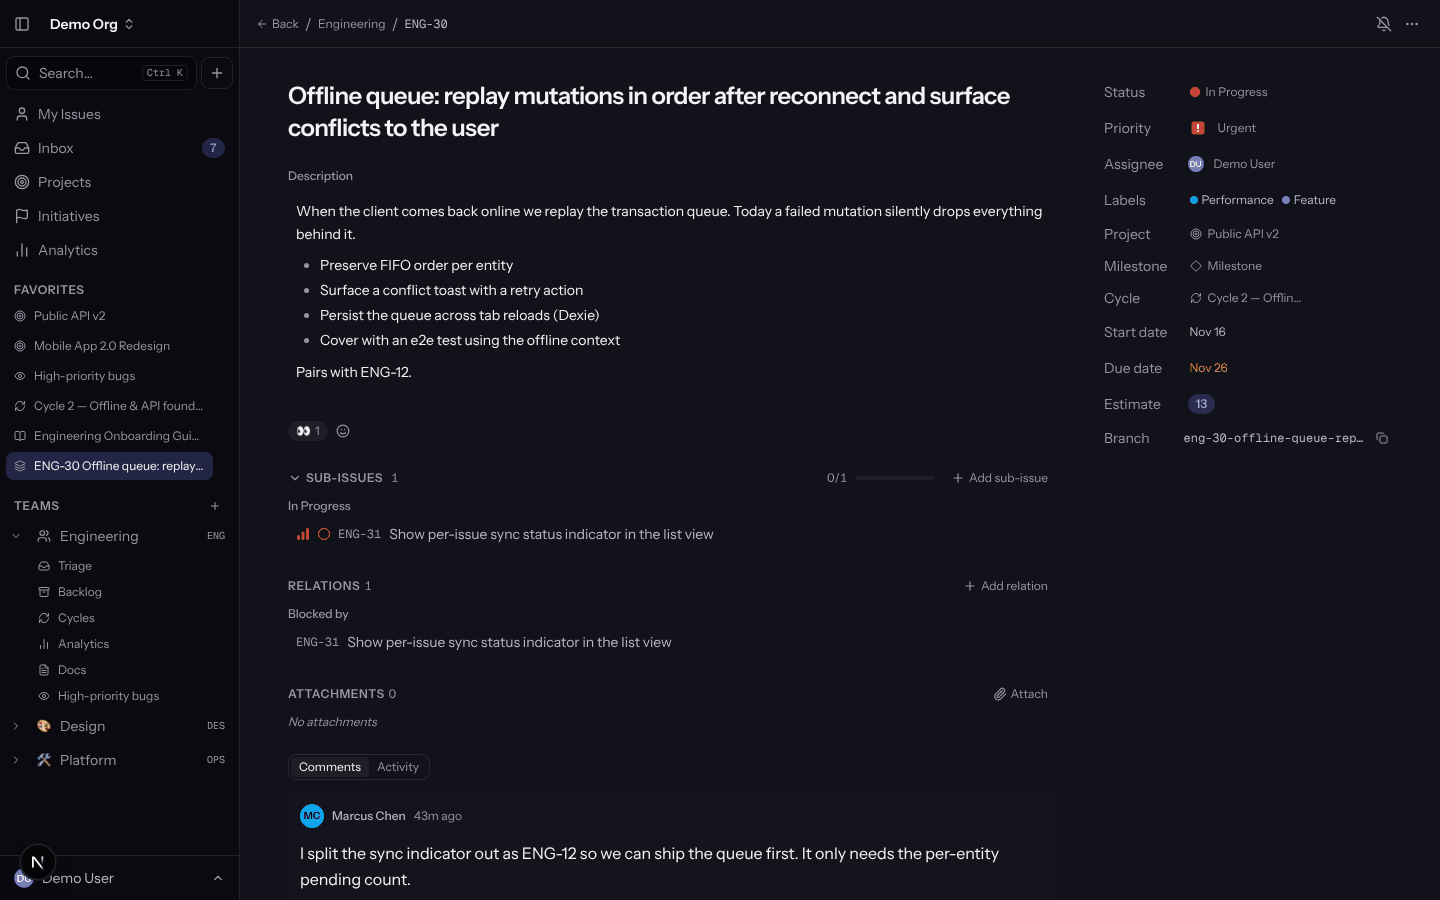 Demo Org
Search...
Ctrl K
My Issues
Inbox
7
Projects
Initiatives
Analytics
FAVORITES
Public API v2
Mobile App 2.0 Redesign
High-priority bugs
Cycle 2 — Offline & API found...
Engineering Onboarding Gui...
ENG-30 Offline queue: replay...
TEAMS
Engineering
ENG
Triage
Backlog
Cycles
Analytics
Docs
High-priority bugs
Design
DES
Platform
OPS
N
Demo User
Back / Engineering / ENG-30
Offline queue: replay mutations in order after reconnect and surface
conflicts to the user
Description
When the client comes back online we replay the transaction queue. Today a failed mutation silently drops everything
behind it.
Preserve FIFO order per entity
Surface a conflict toast with a retry action
Persist the queue across tab reloads (Dexie)
Cover with an e2e test using the offline context
Pairs with ENG-12.
1
SUB-ISSUES 1
0/1
Add sub-issue
In Progress
ENG-31 Show per-issue sync status indicator in the list view
RELATIONS 1
Add relation
Blocked by
ENG-31 Show per-issue sync status indicator in the list view
ATTACHMENTS 0
Attach
No attachments
Comments
Activity
MC
Marcus Chen
43m ago
I split the sync indicator out as ENG-12 so we can ship the queue first. It only needs the per-entity
pending count.
Status
In Progress
Priority
Urgent
Assignee
DU
Demo User
Labels
Performance
Feature
Project
Public API v2
Milestone
Milestone
Cycle
Cycle 2 — Offlin...
Start date
Nov 16
Due date
Nov 26
Estimate
13
Branch
eng-30-offline-queue-rep...